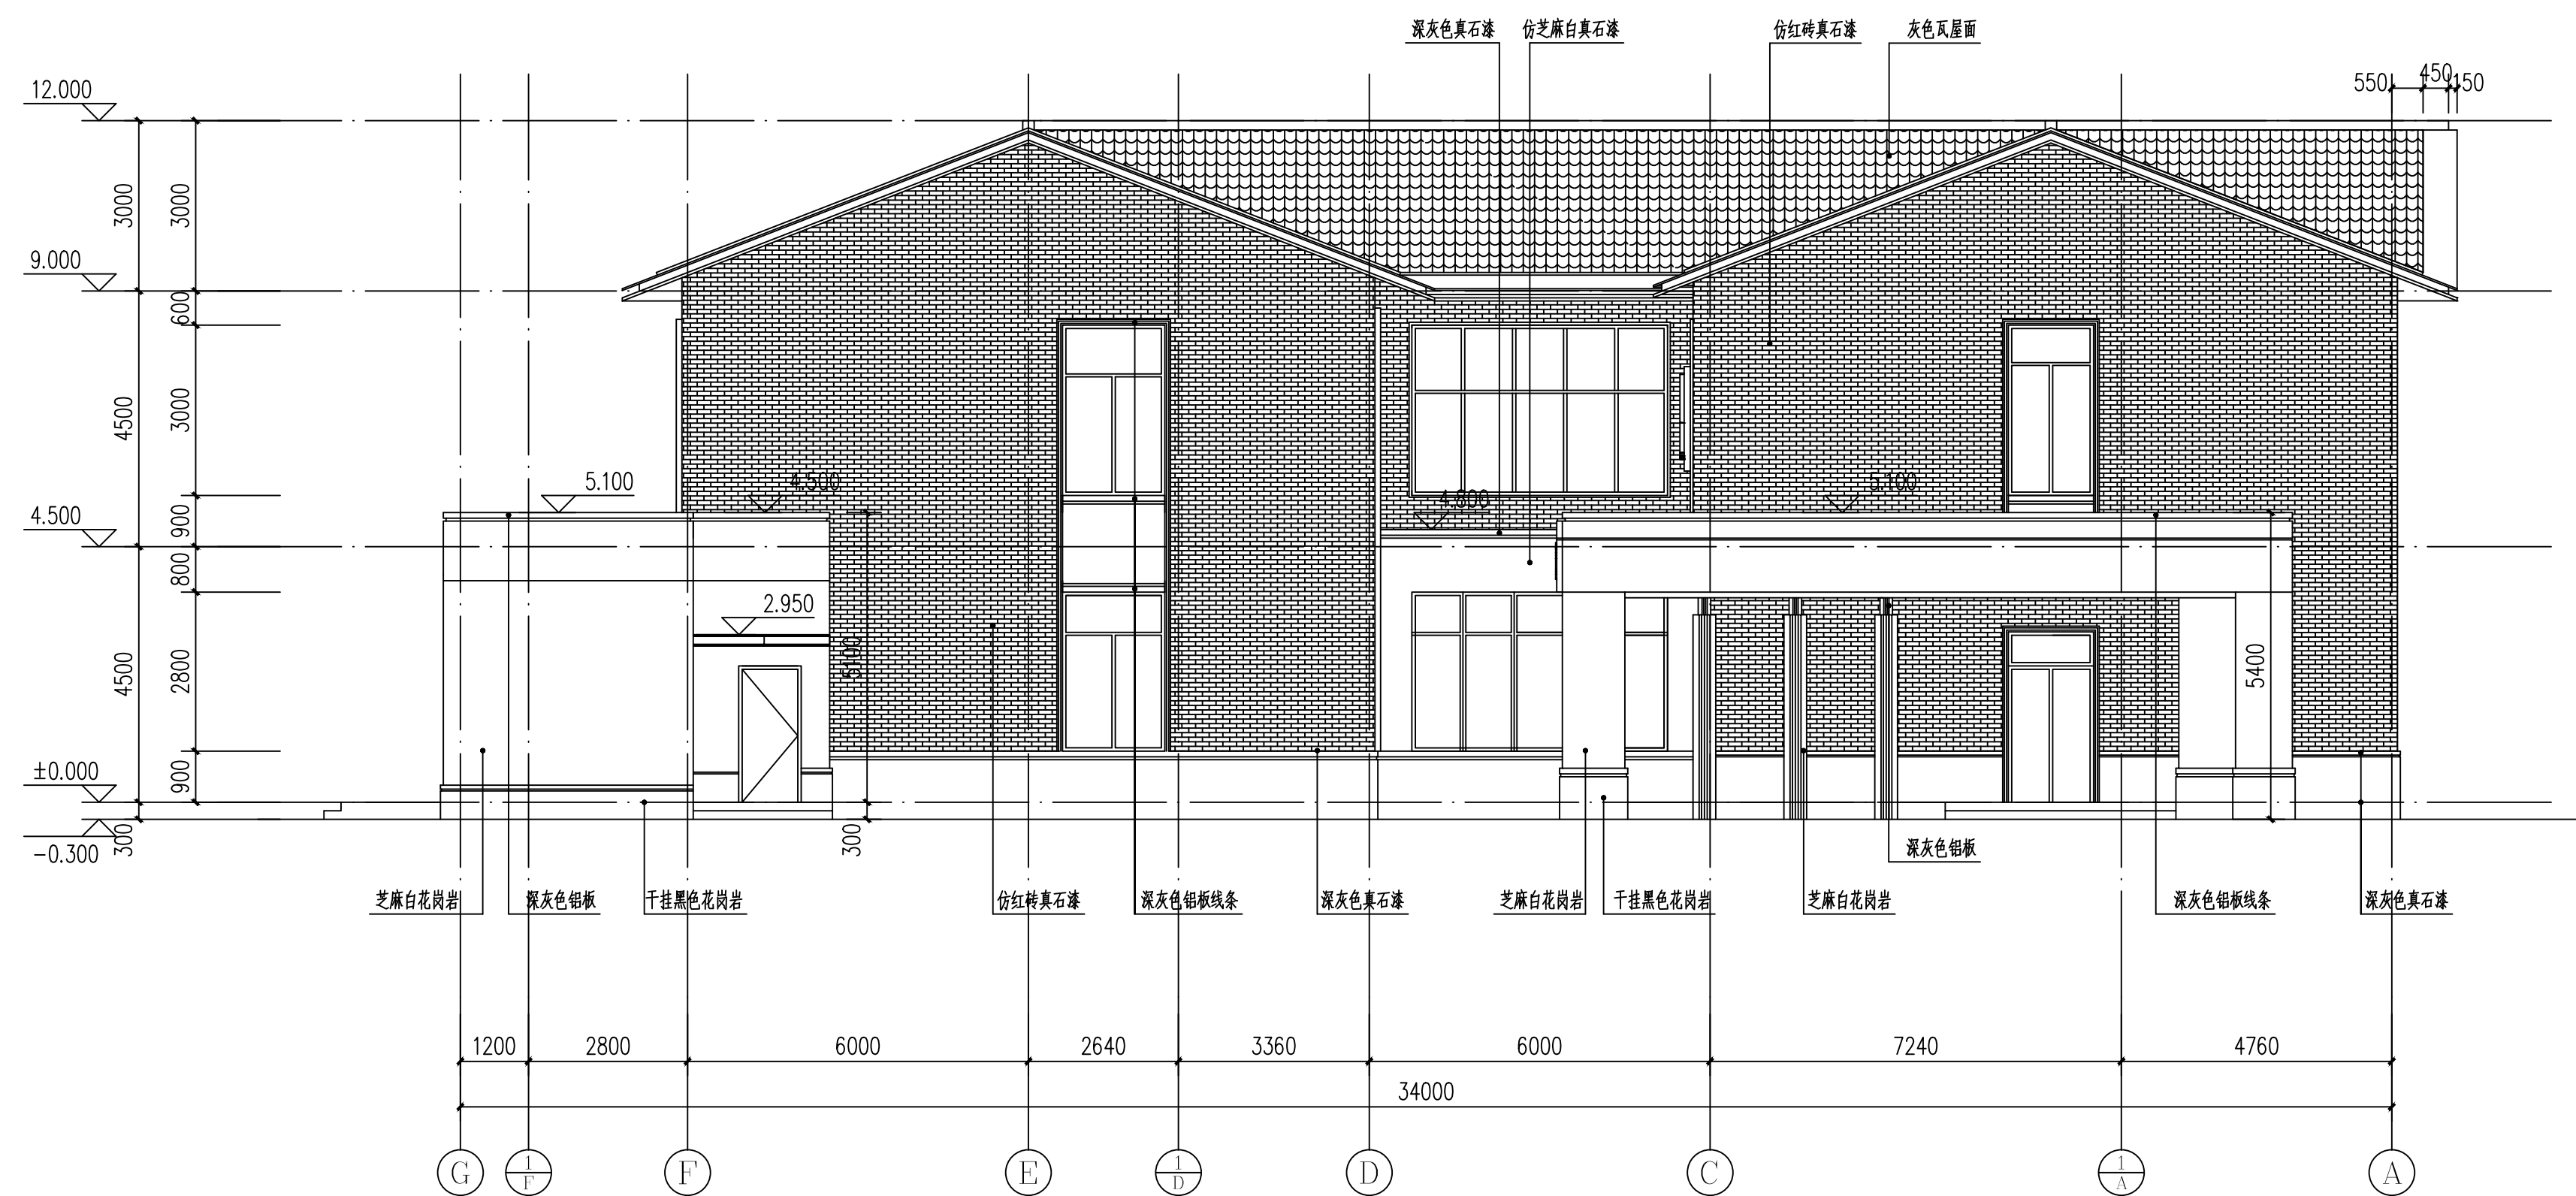 深灰色真石漆
仿芝麻白真石漆
仿红砖真石漆
灰色瓦屋面
550
450
150
12.000
3000
3000
9.000
600
4500
3000
5.100
4.500
4.800
5.100
4.500
900
800
2.950
4500
2800
5100
5400
±0.000
900
-0.300
300
300
深灰色铝板
芝麻白花岗岩
深灰色铝板
干挂黑色花岗岩
仿红砖真石漆
深灰色铝板线条
深灰色真石漆
芝麻白花岗岩
干挂黑色花岗岩
芝麻白花岗岩
深灰色铝板线条
深灰色真石漆
1200
2800
6000
2640
3360
6000
7240
4760
34000
G
1
F
F
E
1
D
D
C
1
A
A